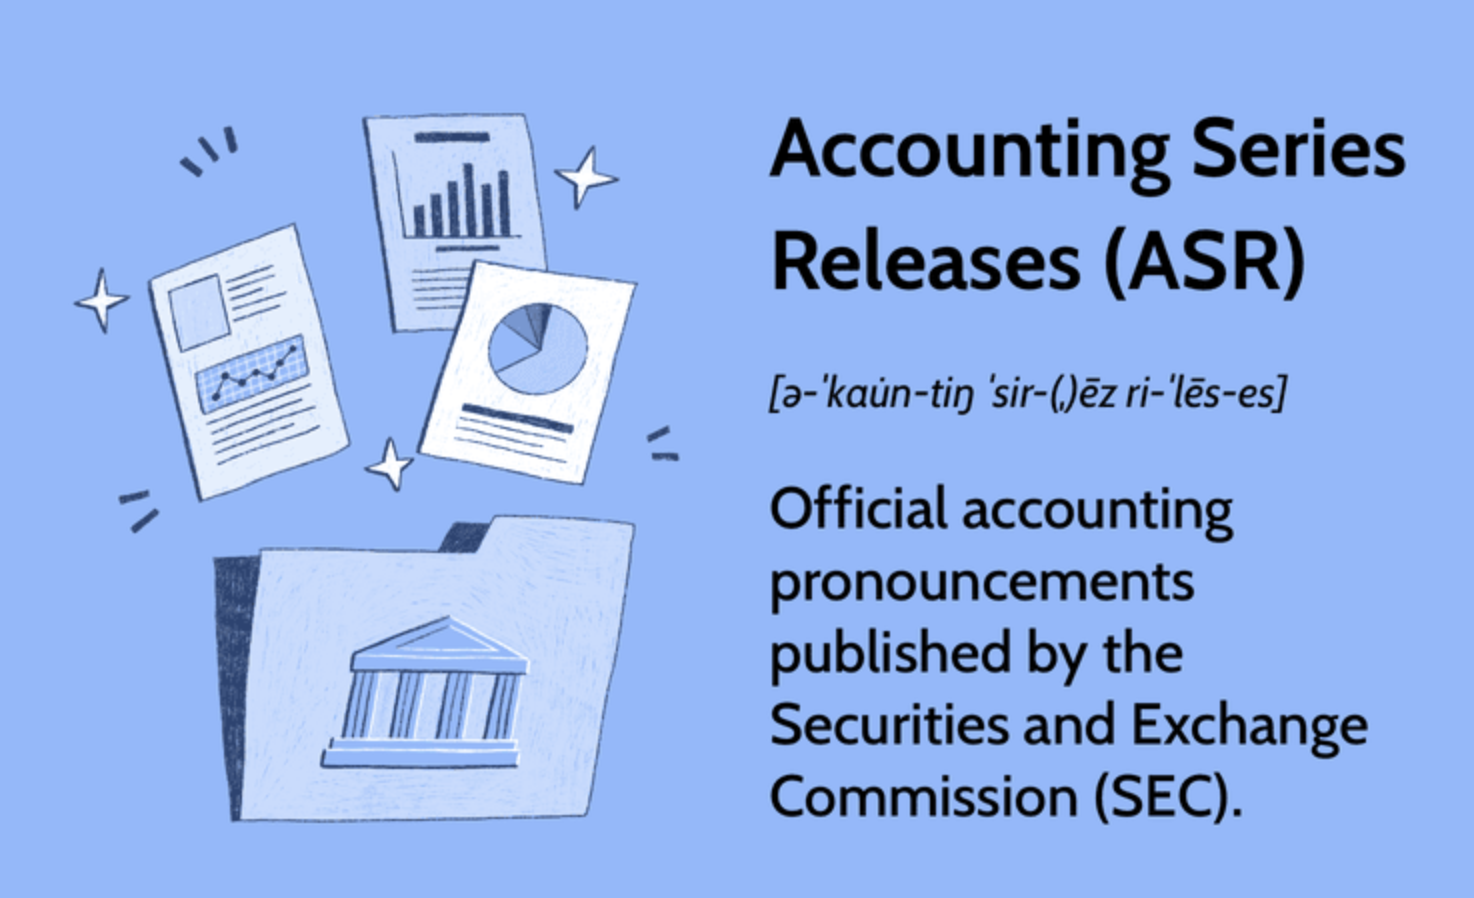 Accounting Series
Releases (ASR)
[ə-ˈkau̇n-tiŋ ˈsir-(ˌ)ēz ri-ˈlēs-es]
Official accounting
pronouncements
published by the
Securities and Exchange
Commission (SEC).